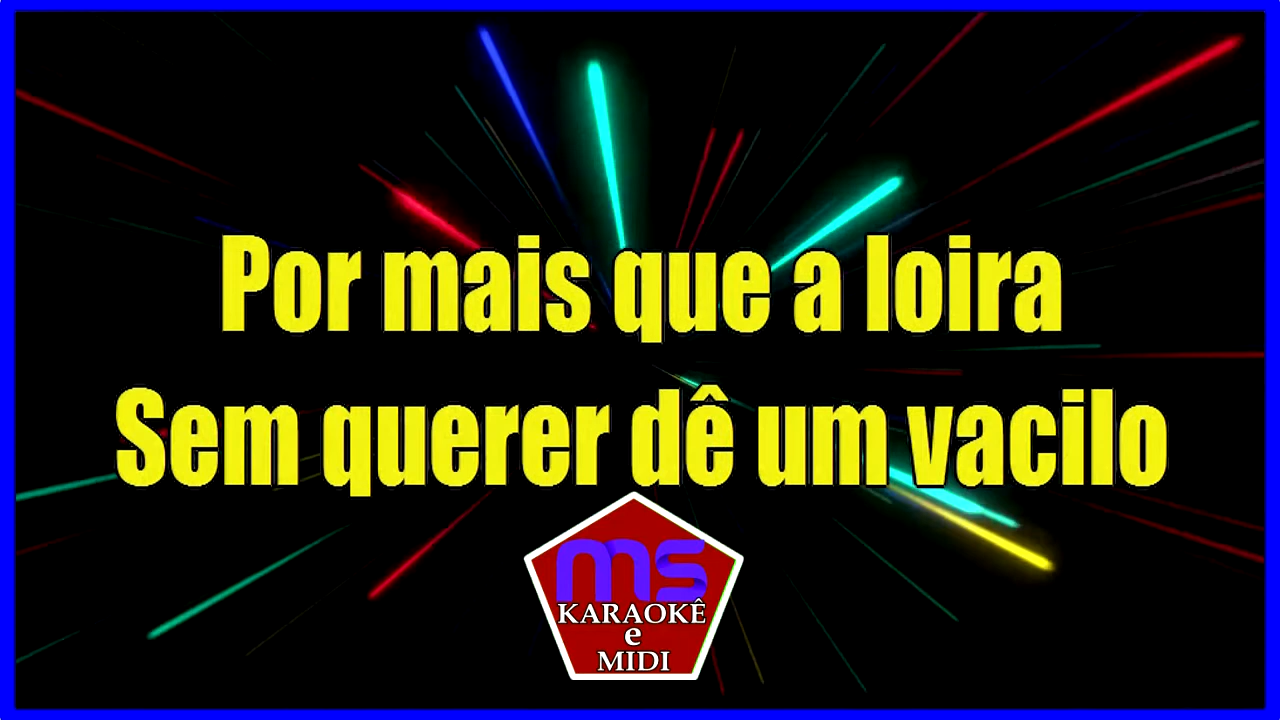 Por mais que a loira
Sem querer dê um vacilo
ms
KARAOKÊ
e
MIDI